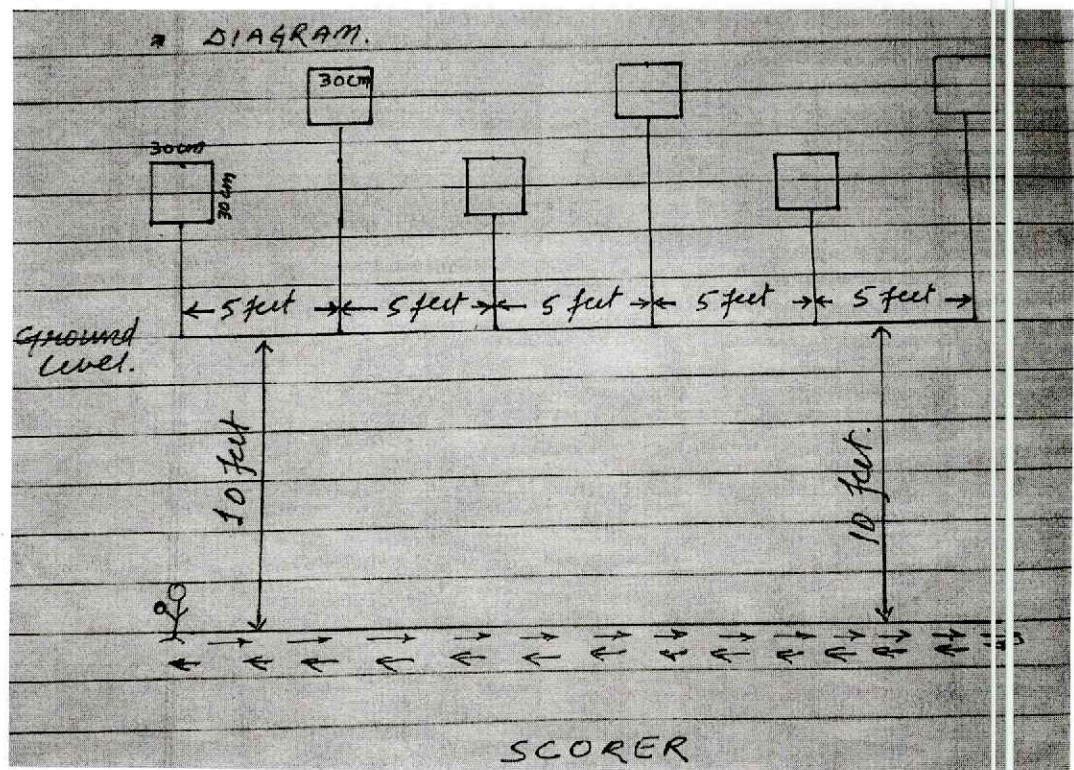 DIAGRAM.
30cm
30cm
30cm
5 feet 5 feet 5 feet 5 feet 5 feet
Ground
level.
10 feet
10 feet.
SCORER